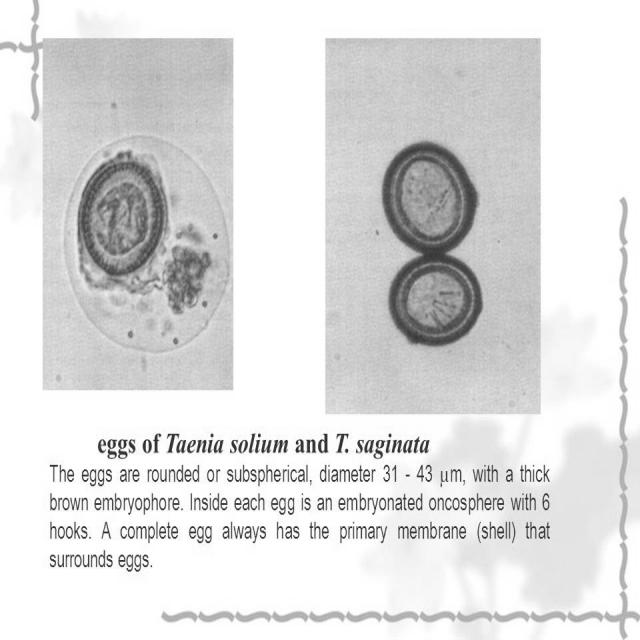 eggs of Taenia solium and T. saginata
The eggs are rounded or subspherical, diameter 31 - 43 μm, with a thick
brown embryophore. Inside each egg is an embryonated oncosphere with 6
hooks. A complete egg always has the primary membrane (shell) that
surrounds eggs.